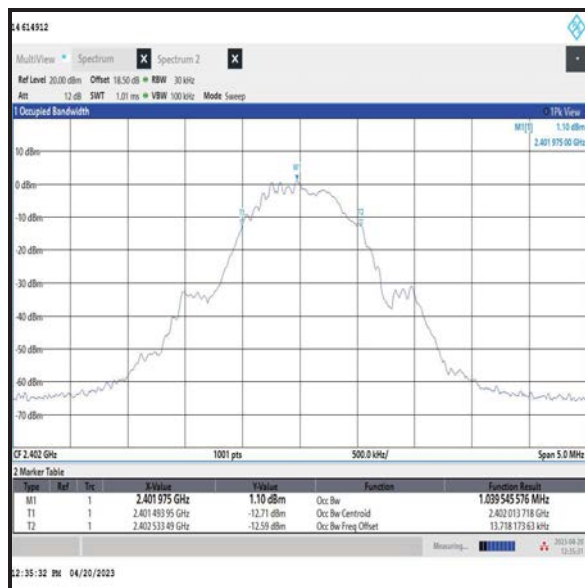 14 614912
MultiView Spectrum X Spectrum 2 X
Ref Level 20.00 dBm Offset 18.50 dB RBW 30 kHz
Att 12 dB SWT 1.01 ms VBW 100 kHz Mode Sweep
1 Occupied Bandwidth 1Pk View
M1[1] 1.10 dBm
2.401 975 00 GHz
10 dBm
M1
0 dBm
T1 T2
-10 dBm
-20 dBm
-30 dBm
-40 dBm
-50 dBm
-60 dBm
-70 dBm
CF 2.402 GHz 1001 pts 500.0 kHz/ Span 5.0 MHz
2 Marker Table
Type Ref Trc X-Value Y-Value Function Function Result
M1 1 2.401 975 GHz 1.10 dBm Occ Bw 1.039 545 576 MHz
T1 1 2.401 493 95 GHz -12.71 dBm Occ Bw Centroid 2.402 013 718 GHz
T2 1 2.402 533 49 GHz -12.59 dBm Occ Bw Freq Offset 13.718 173 63 kHz
Measuring... 2023-04-20
12:35:31
12:35:32 PM 04/20/2023